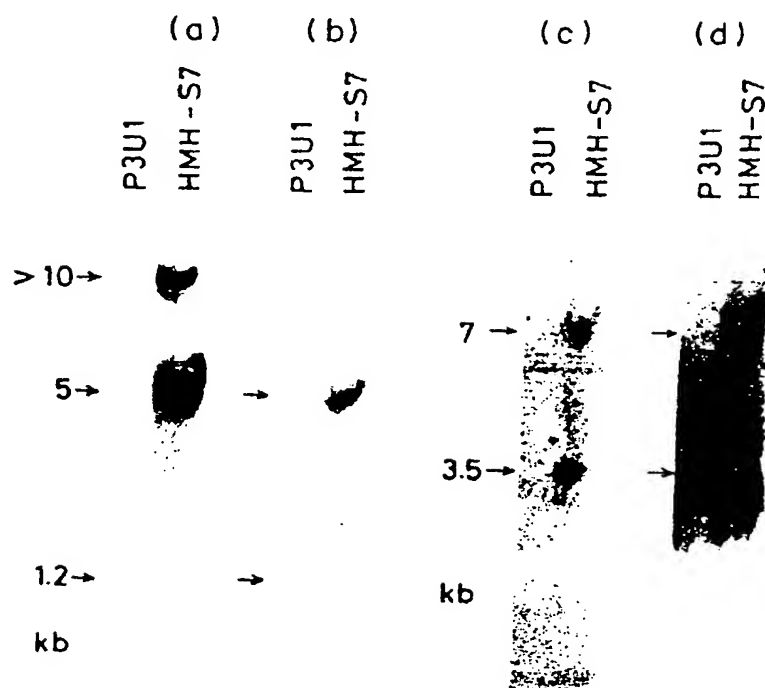 (a) (b) (c) (d)
P3U1 HMH-S7 P3U1 HMH-S7 P3U1 HMH-S7 P3U1 HMH-S7
> 10→
7 → →
5 → →
3.5→ →
1.2→ →
kb
kb